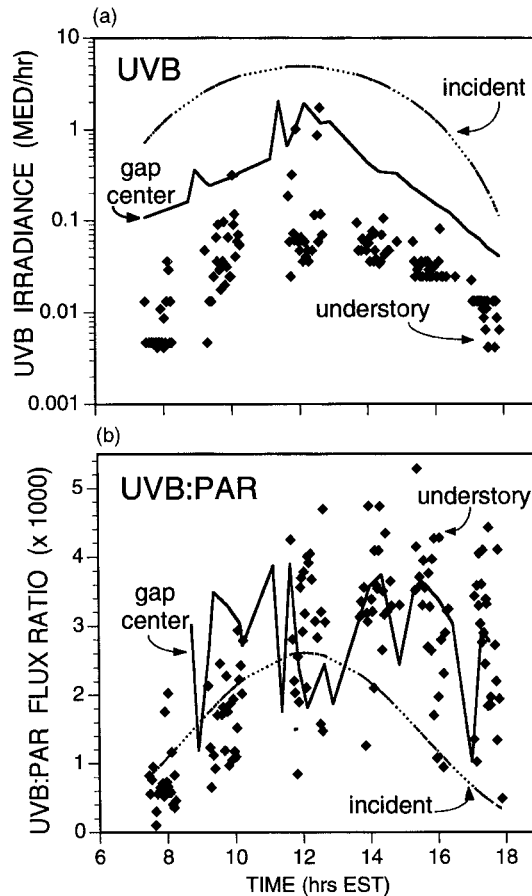 (a)
10
UVB
incident
1
gap
center
0.1
0.01
understory
0.001
UVB IRRADIANCE (MED/hr)
(b)
UVB:PAR
understory
5
4
gap
center
3
2
1
incident
0
UVB:PAR FLUX RATIO (x 1000)
6 8 10 12 14 16 18
TIME (hrs EST)